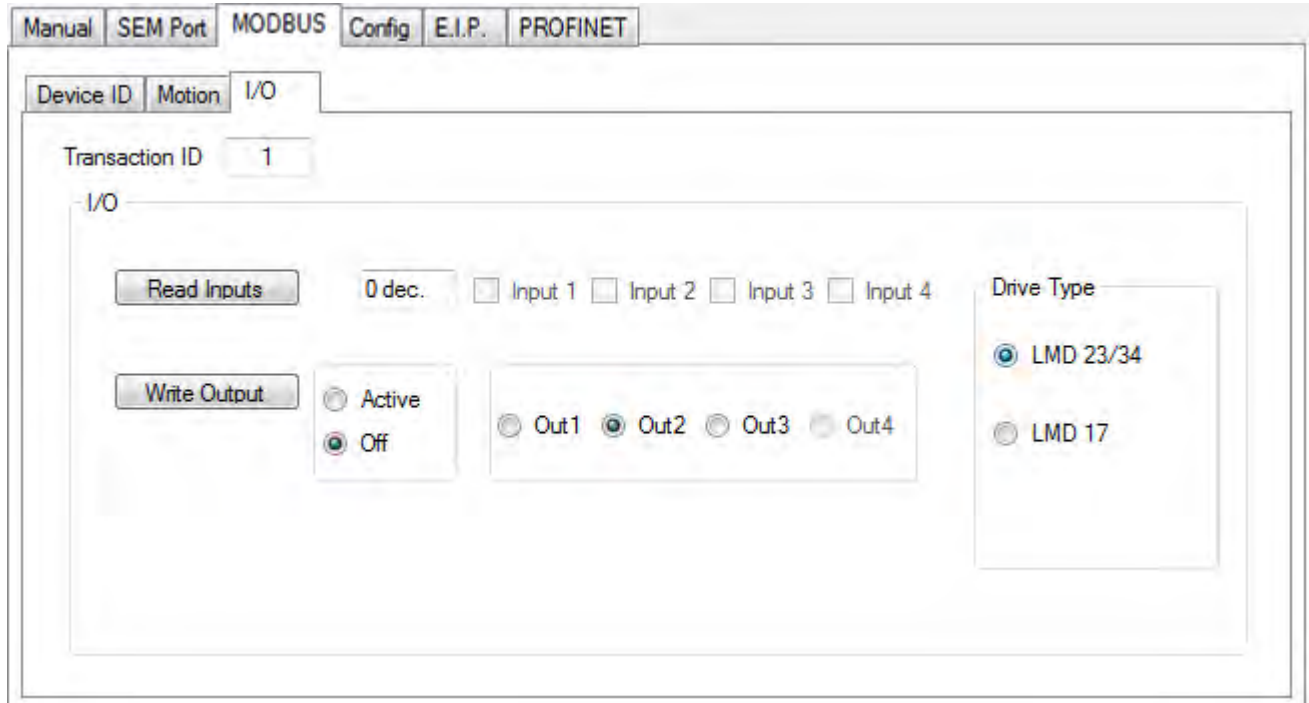 Manual SEM Port MODBUS Config E.I.P. PROFINET
Device ID Motion I/O
Transaction ID 1
I/O
Read Inputs 0 dec. Input 1 Input 2 Input 3 Input 4
Drive Type
LMD 23/34
Write Output Active
Out1 Out2 Out3 Out4
Off
LMD 17